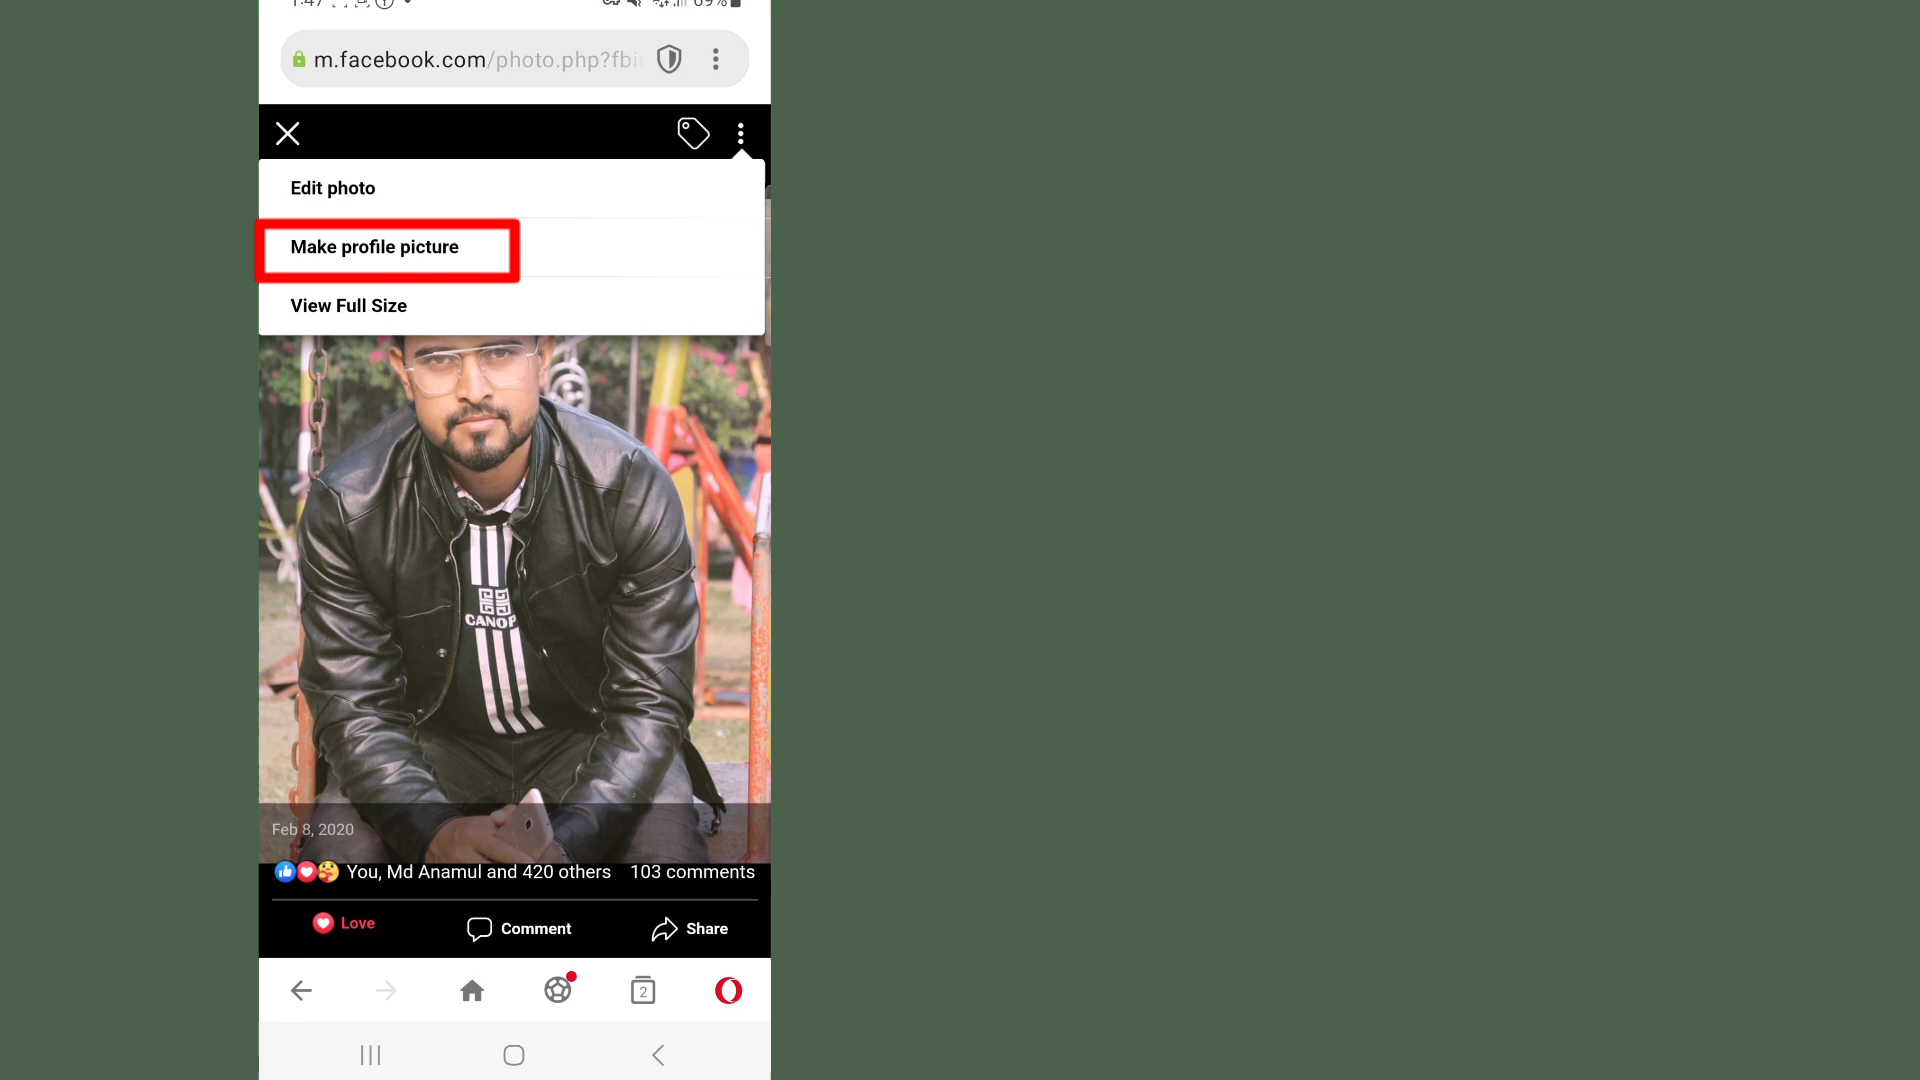 m.facebook.com/photo.php?fbi
Edit photo
Make profile picture
View Full Size
CANOP
Feb 8, 2020
You, Md Anamul and 420 others 103 comments
Love Comment Share
2